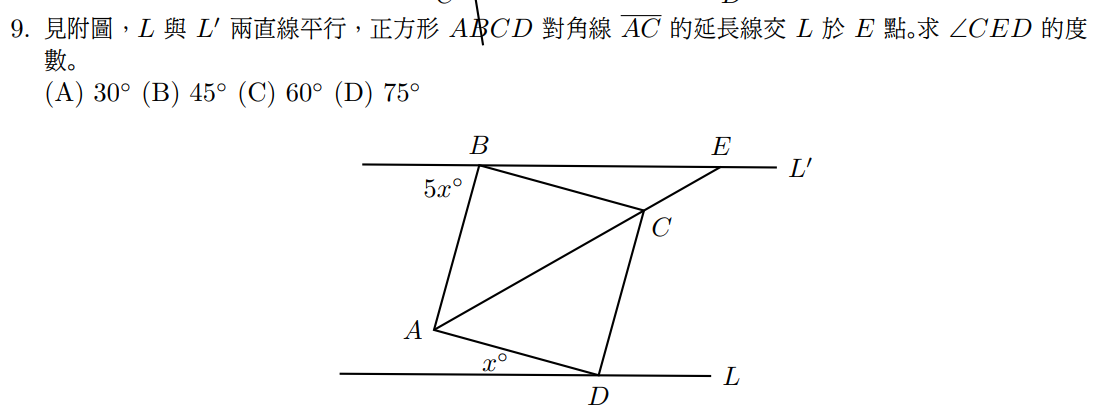 9. 見附圖，L 與 L′ 兩直線平行，正方形 ABCD 對角線 AC 的延長線交 L 於 E 點。求 ∠CED 的度
數。
(A) 30° (B) 45° (C) 60° (D) 75°
B
E
L′
5x°
C
A
x°
L
D